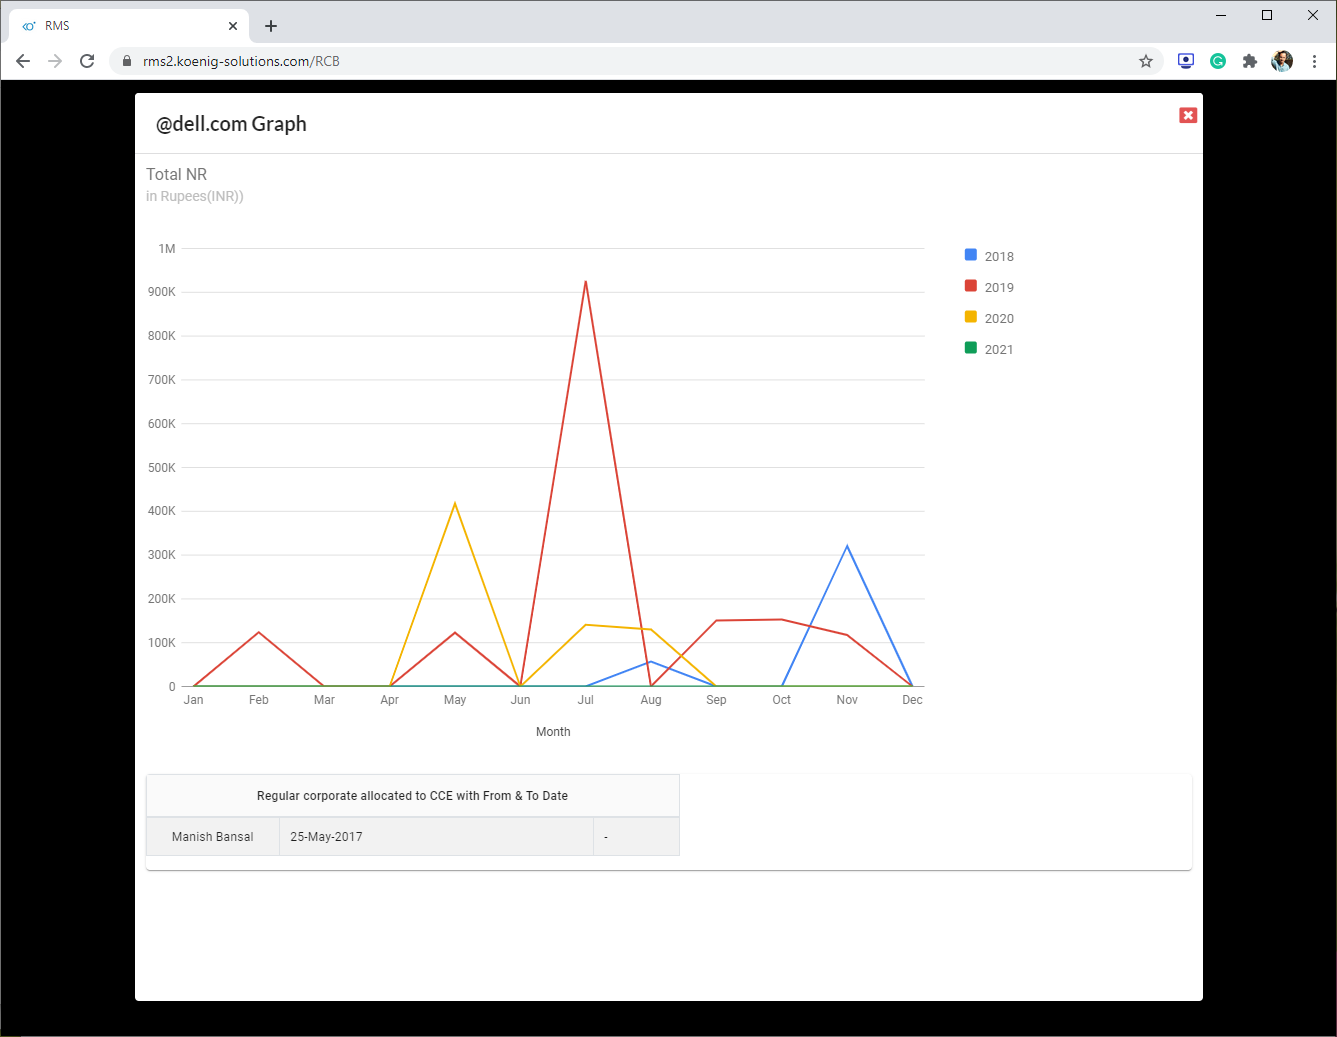 RMS
rms2.koenig-solutions.com/RCB
@dell.com Graph
Total NR
in Rupees(INR))
1M
900K
800K
700K
600K
500K
400K
300K
200K
100K
0
Jan Feb Mar Apr May Jun Jul Aug Sep Oct Nov Dec
Month
2018
2019
2020
2021
Regular corporate allocated to CCE with From & To Date
Manish Bansal 25-May-2017 -